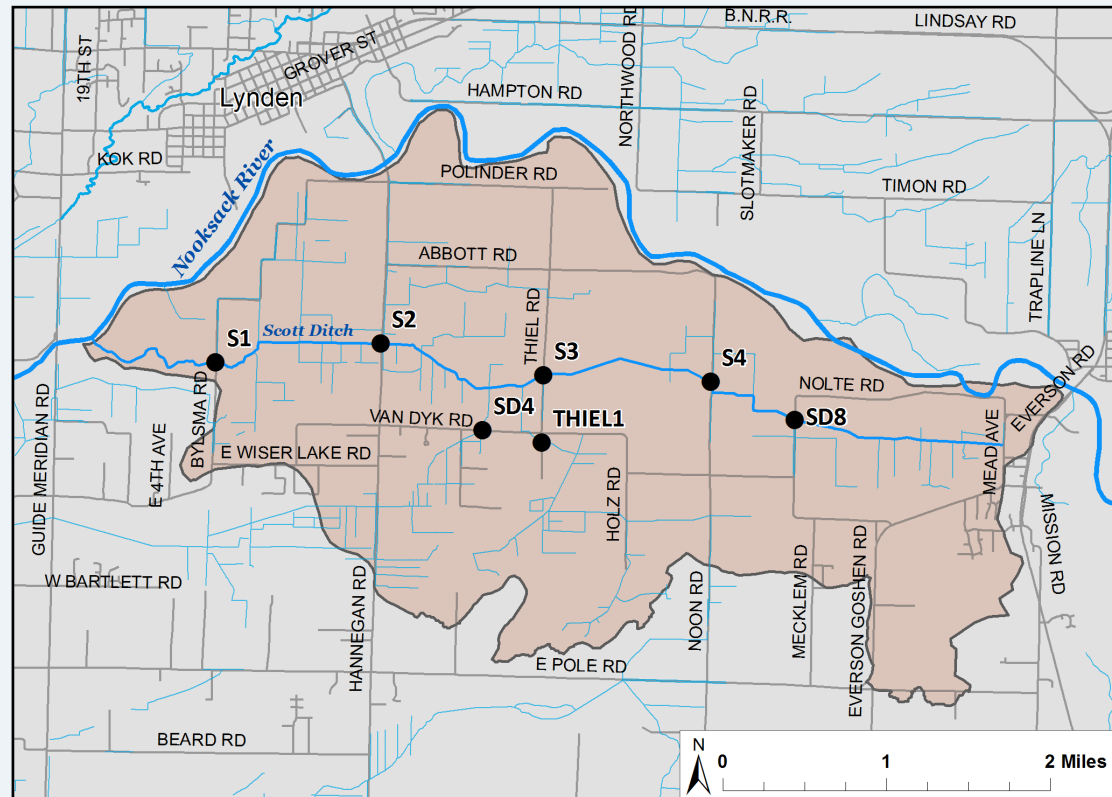 B.N.R.R.
LINDSAY RD
19TH ST
GROVER ST
Lynden
HAMPTON RD
NORTHWOOD RD
SLOTMAKER RD
KOK RD
POLINDER RD
TIMON RD
Nooksack River
TRAPLINE LN
ABBOTT RD
S1
Scott Ditch
S2
THIEL RD
S3
S4
NOLTE RD
EVERSON RD
GUIDE MERIDIAN RD
BYLSMA RD
E 4TH AVE
VAN DYK RD
SD4
THIEL1
SD8
MEAD AVE
E WISER LAKE RD
HOLZ RD
MISSION RD
W BARTLETT RD
HANNEGAN RD
NOON RD
MECKLEM RD
EVERSON GOSHEN RD
E POLE RD
BEARD RD
N
0 1 2 Miles